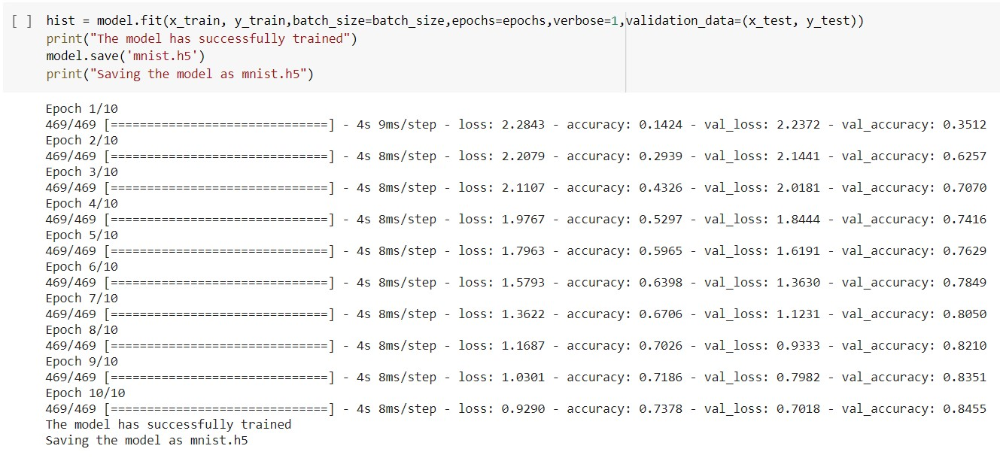 [ ] hist = model.fit(x_train, y_train,batch_size=batch_size,epochs=epochs,verbose=1,validation_data=(x_test, y_test))
print("The model has successfully trained")
model.save('mnist.h5')
print("Saving the model as mnist.h5")
Epoch 1/10
469/469 [==============================] - 4s 9ms/step - loss: 2.2843 - accuracy: 0.1424 - val_loss: 2.2372 - val_accuracy: 0.3512
Epoch 2/10
469/469 [==============================] - 4s 8ms/step - loss: 2.2079 - accuracy: 0.2939 - val_loss: 2.1441 - val_accuracy: 0.6257
Epoch 3/10
469/469 [==============================] - 4s 8ms/step - loss: 2.1107 - accuracy: 0.4326 - val_loss: 2.0181 - val_accuracy: 0.7070
Epoch 4/10
469/469 [==============================] - 4s 8ms/step - loss: 1.9767 - accuracy: 0.5297 - val_loss: 1.8444 - val_accuracy: 0.7416
Epoch 5/10
469/469 [==============================] - 4s 8ms/step - loss: 1.7963 - accuracy: 0.5965 - val_loss: 1.6191 - val_accuracy: 0.7629
Epoch 6/10
469/469 [==============================] - 4s 8ms/step - loss: 1.5793 - accuracy: 0.6398 - val_loss: 1.3630 - val_accuracy: 0.7849
Epoch 7/10
469/469 [==============================] - 4s 8ms/step - loss: 1.3622 - accuracy: 0.6706 - val_loss: 1.1231 - val_accuracy: 0.8050
Epoch 8/10
469/469 [==============================] - 4s 8ms/step - loss: 1.1687 - accuracy: 0.7026 - val_loss: 0.9333 - val_accuracy: 0.8210
Epoch 9/10
469/469 [==============================] - 4s 8ms/step - loss: 1.0301 - accuracy: 0.7186 - val_loss: 0.7982 - val_accuracy: 0.8351
Epoch 10/10
469/469 [==============================] - 4s 8ms/step - loss: 0.9290 - accuracy: 0.7378 - val_loss: 0.7018 - val_accuracy: 0.8455
The model has successfully trained
Saving the model as mnist.h5